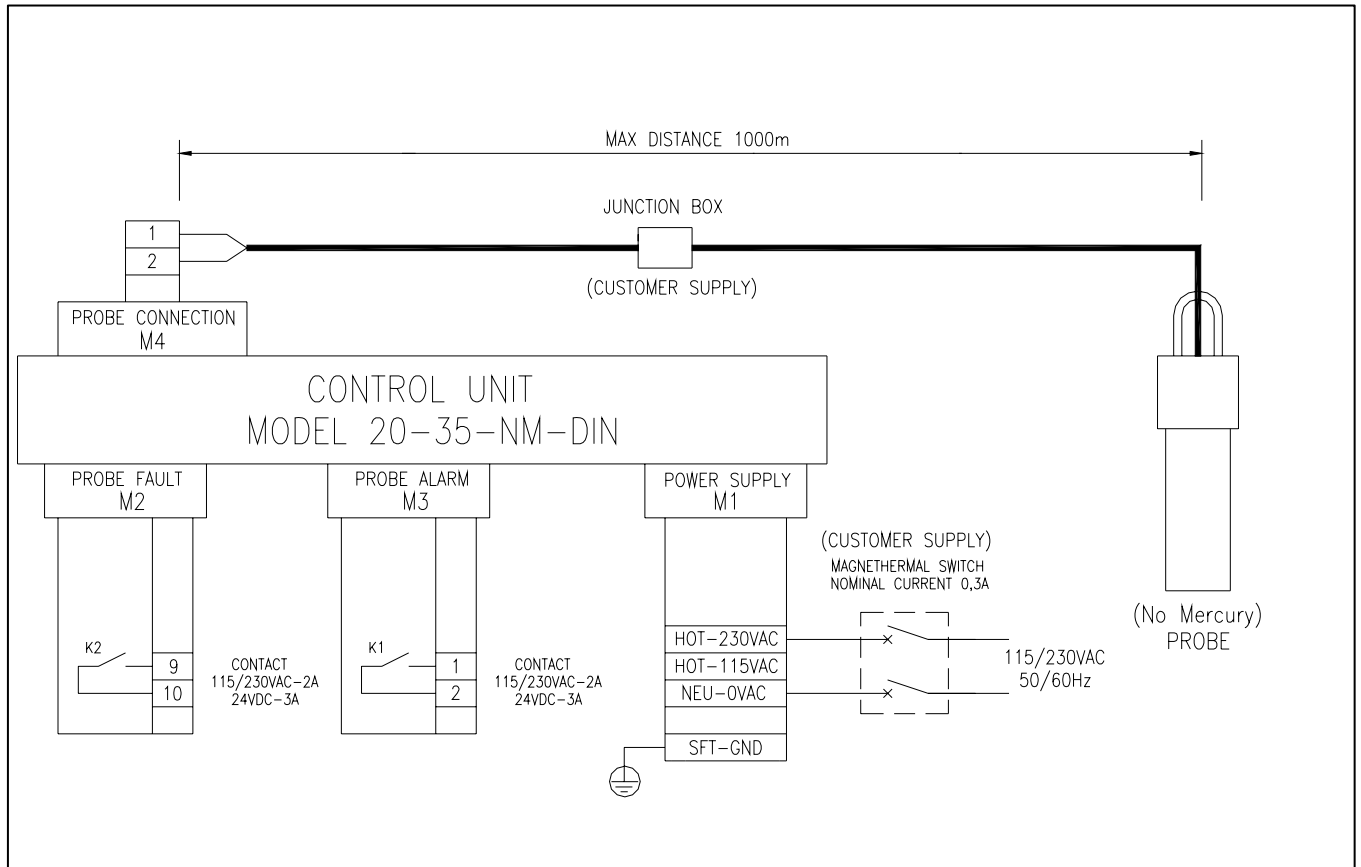 MAX DISTANCE 1000m
JUNCTION BOX
(CUSTOMER SUPPLY)
1
2
PROBE CONNECTION
M4
CONTROL UNIT
MODEL 20-35-NM-DIN
PROBE FAULT
M2
K2
9
10
CONTACT
115/230VAC-2A
24VDC-3A
PROBE ALARM
M3
K1
1
2
CONTACT
115/230VAC-2A
24VDC-3A
POWER SUPPLY
M1
HOT-230VAC
HOT-115VAC
NEU-0VAC
SFT-GND
(CUSTOMER SUPPLY)
MAGNETHERMAL SWITCH
NOMINAL CURRENT 0,3A
115/230VAC
50/60Hz
(No Mercury)
PROBE